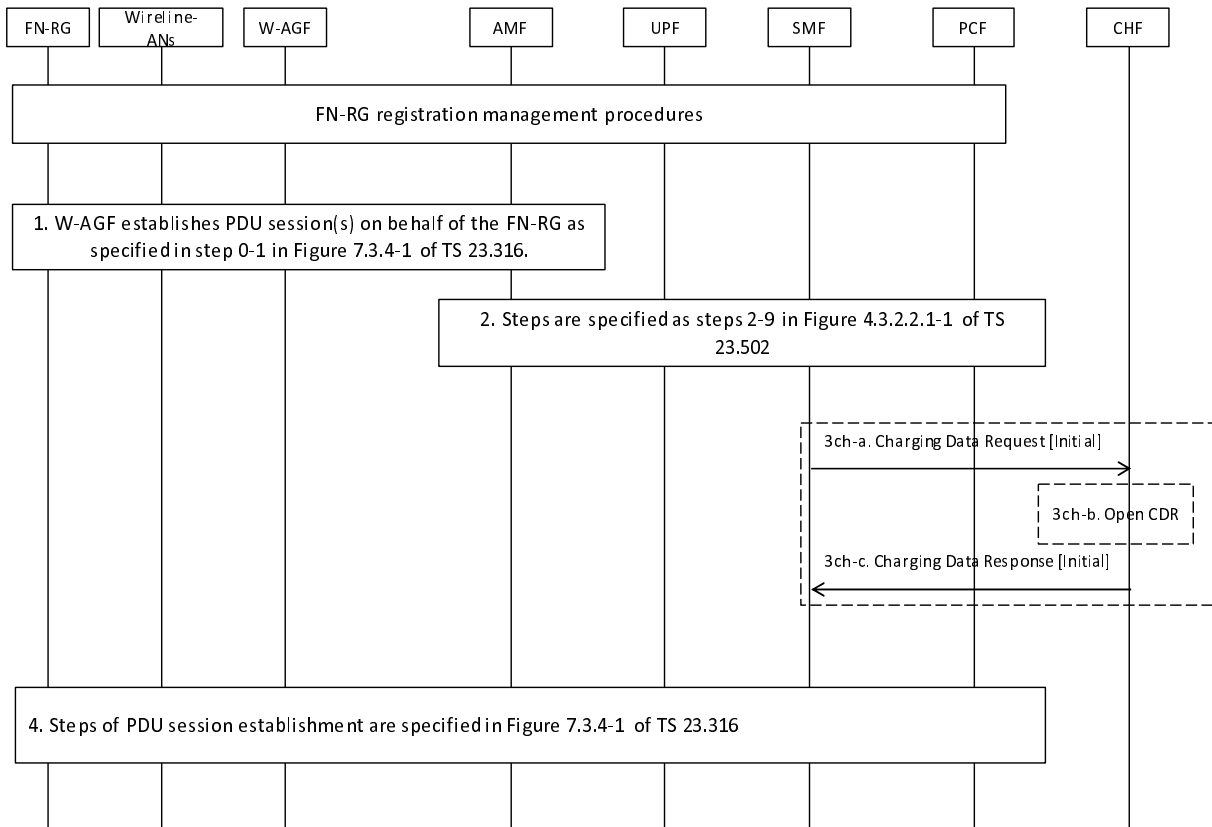 FN-RG
Wireline-
ANs
W-AGF
AMF
UPF
SMF
PCF
CHF
FN-RG registration management procedures
1. W-AGF establishes PDU session(s) on behalf of the FN-RG as
specified in step 0-1 in Figure 7.3.4-1 of TS 23.316.
2. Steps are specified as steps 2-9 in Figure 4.3.2.2.1-1 of TS
23.502
3ch-a. Charging Data Request [Initial]
3ch-b. Open CDR
3ch-c. Charging Data Response [Initial]
4. Steps of PDU session establishment are specified in Figure 7.3.4-1 of TS 23.316